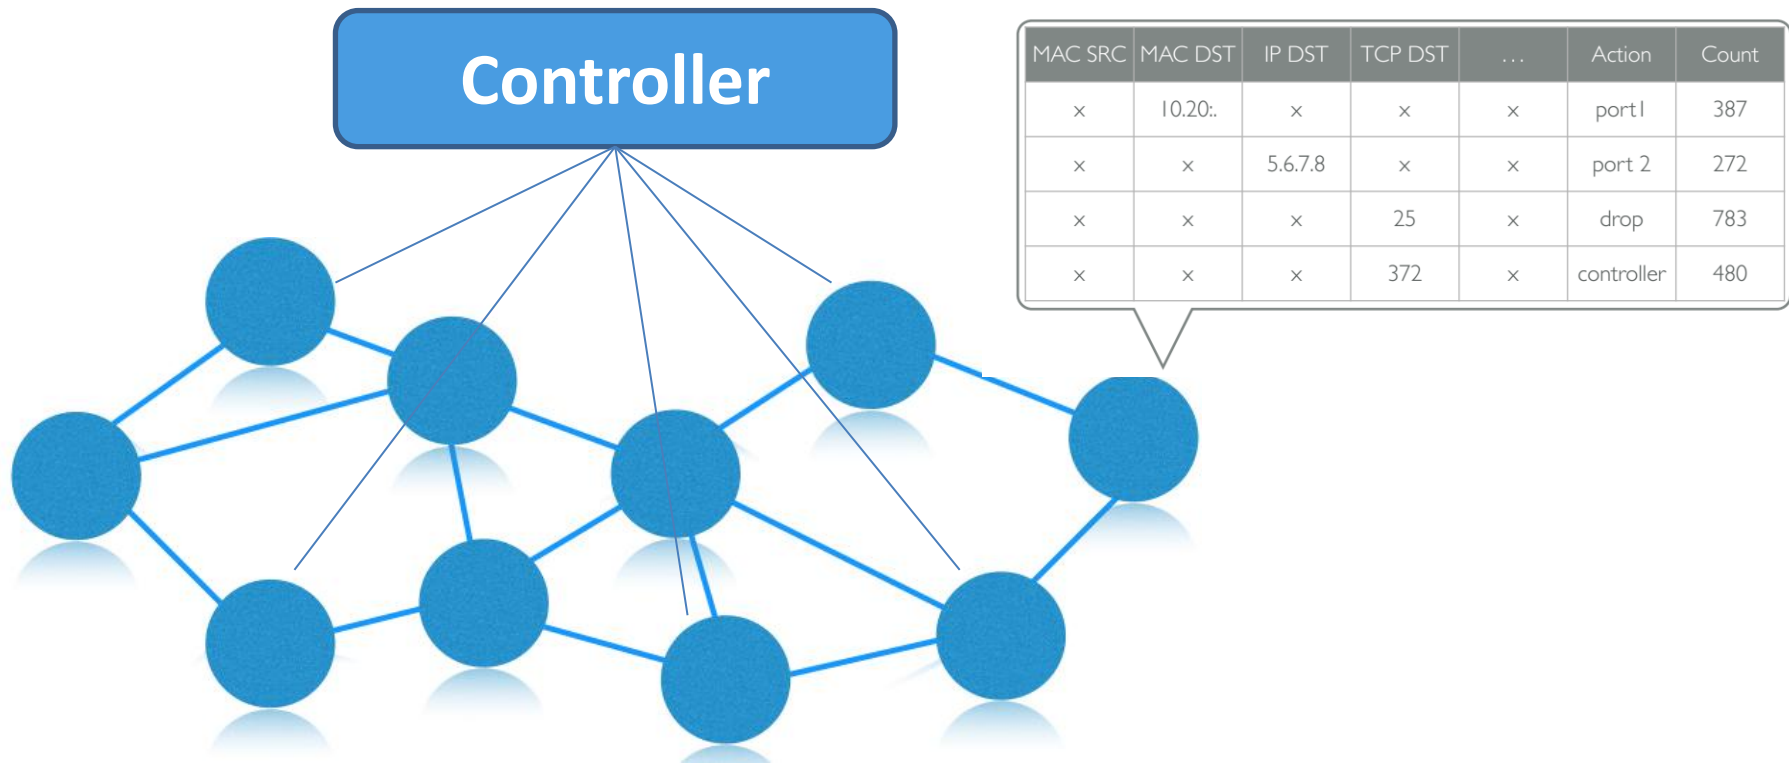 Controller
MAC SRC MAC DST IP DST TCP DST ... Action Count
x 10.20:. x x x port1 387
x x 5.6.7.8 x x port 2 272
x x x 25 x drop 783
x x x 372 x controller 480